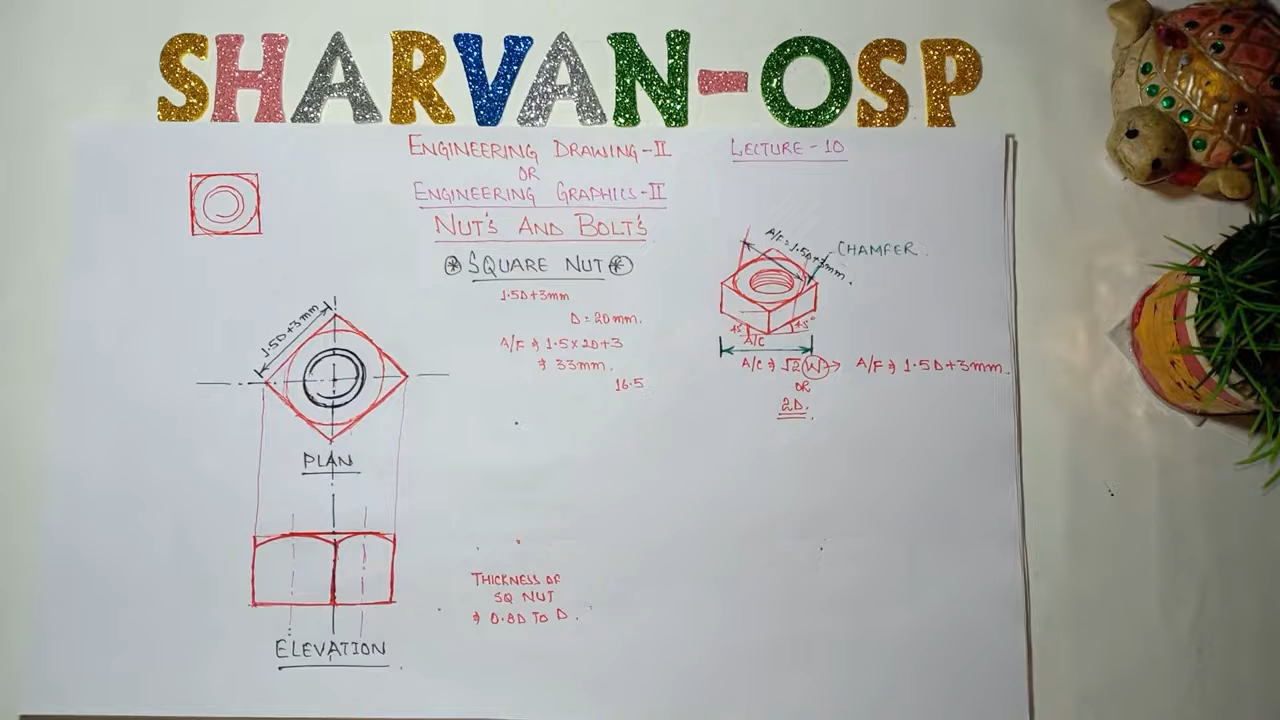 SHARVAN-OSP
ENGINEERING DRAWING-II
OR
ENGINEERING GRAPHICS-II
LECTURE-10
NUT'S AND BOLT'S
SQUARE NUT
1.5D+3mm
D=20mm.
A/F ⇒ 1.5×20+3
⇒ 33mm.
16.5
A/F=1.5D+3mm.
CHAMFER.
45°
45°
A/C
A/C ⇒ √2 W → A/F ⇒ 1.5D+3mm.
OR
2D.
1.5D+3mm
PLAN
THICKNESS OF
SQ NUT
⇒ 0.8D TO D.
ELEVATION